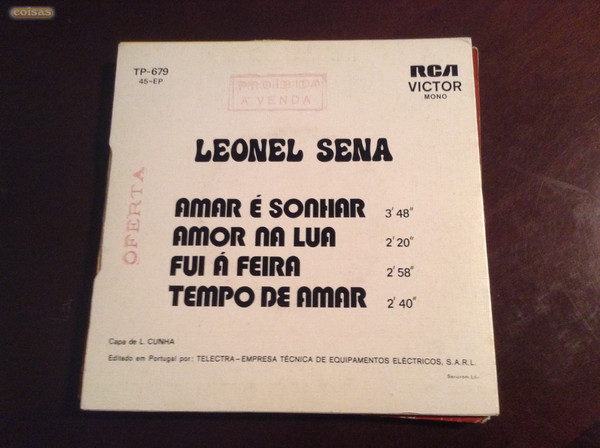 coisas
TP-679
45-EP
PROIBIDA
A VENDA
RCA
VICTOR
MONO
LEONEL SENA
OFERTA
AMAR É SONHAR 3' 48"
AMOR NA LUA 2' 20"
FUI Á FEIRA 2' 58"
TEMPO DE AMAR 2' 40"
Capa de L. CUNHA
Editado em Portugal por: TELECTRA-EMPRESA TÉCNICA DE EQUIPAMENTOS ELÉCTRICOS, S.A.R.L.